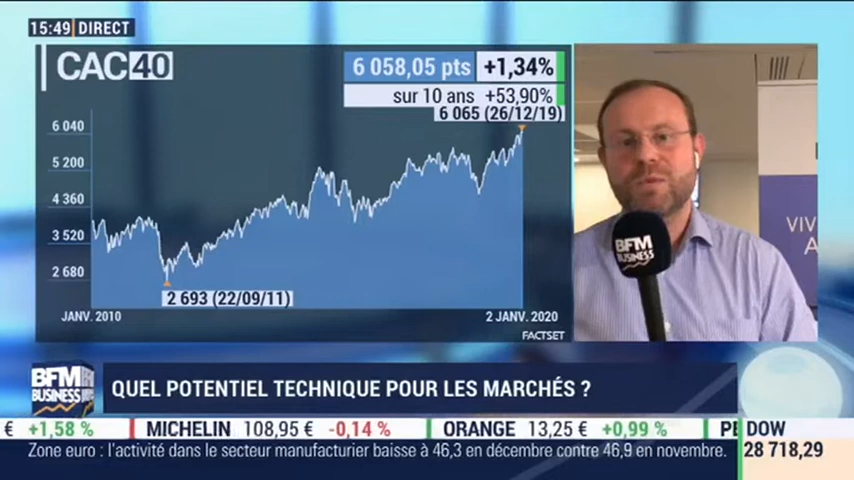 15:49 DIRECT
CAC40
6 058,05 pts +1,34%
sur 10 ans +53,90%
6 065 (26/12/19)
6 040
5 200
4 360
3 520
2 680
2 693 (22/09/11)
JANV. 2010
2 JANV. 2020
FACTSET
BFM
BUSINESS
VIV
A
BFM
BUSINESS
QUEL POTENTIEL TECHNIQUE POUR LES MARCHÉS ?
€ +1,58 % MICHELIN 108,95 € -0,14 % ORANGE 13,25 € +0,99 % PE
DOW
28 718,29
Zone euro : l'activité dans le secteur manufacturier baisse à 46,3 en décembre contre 46,9 en novembre.